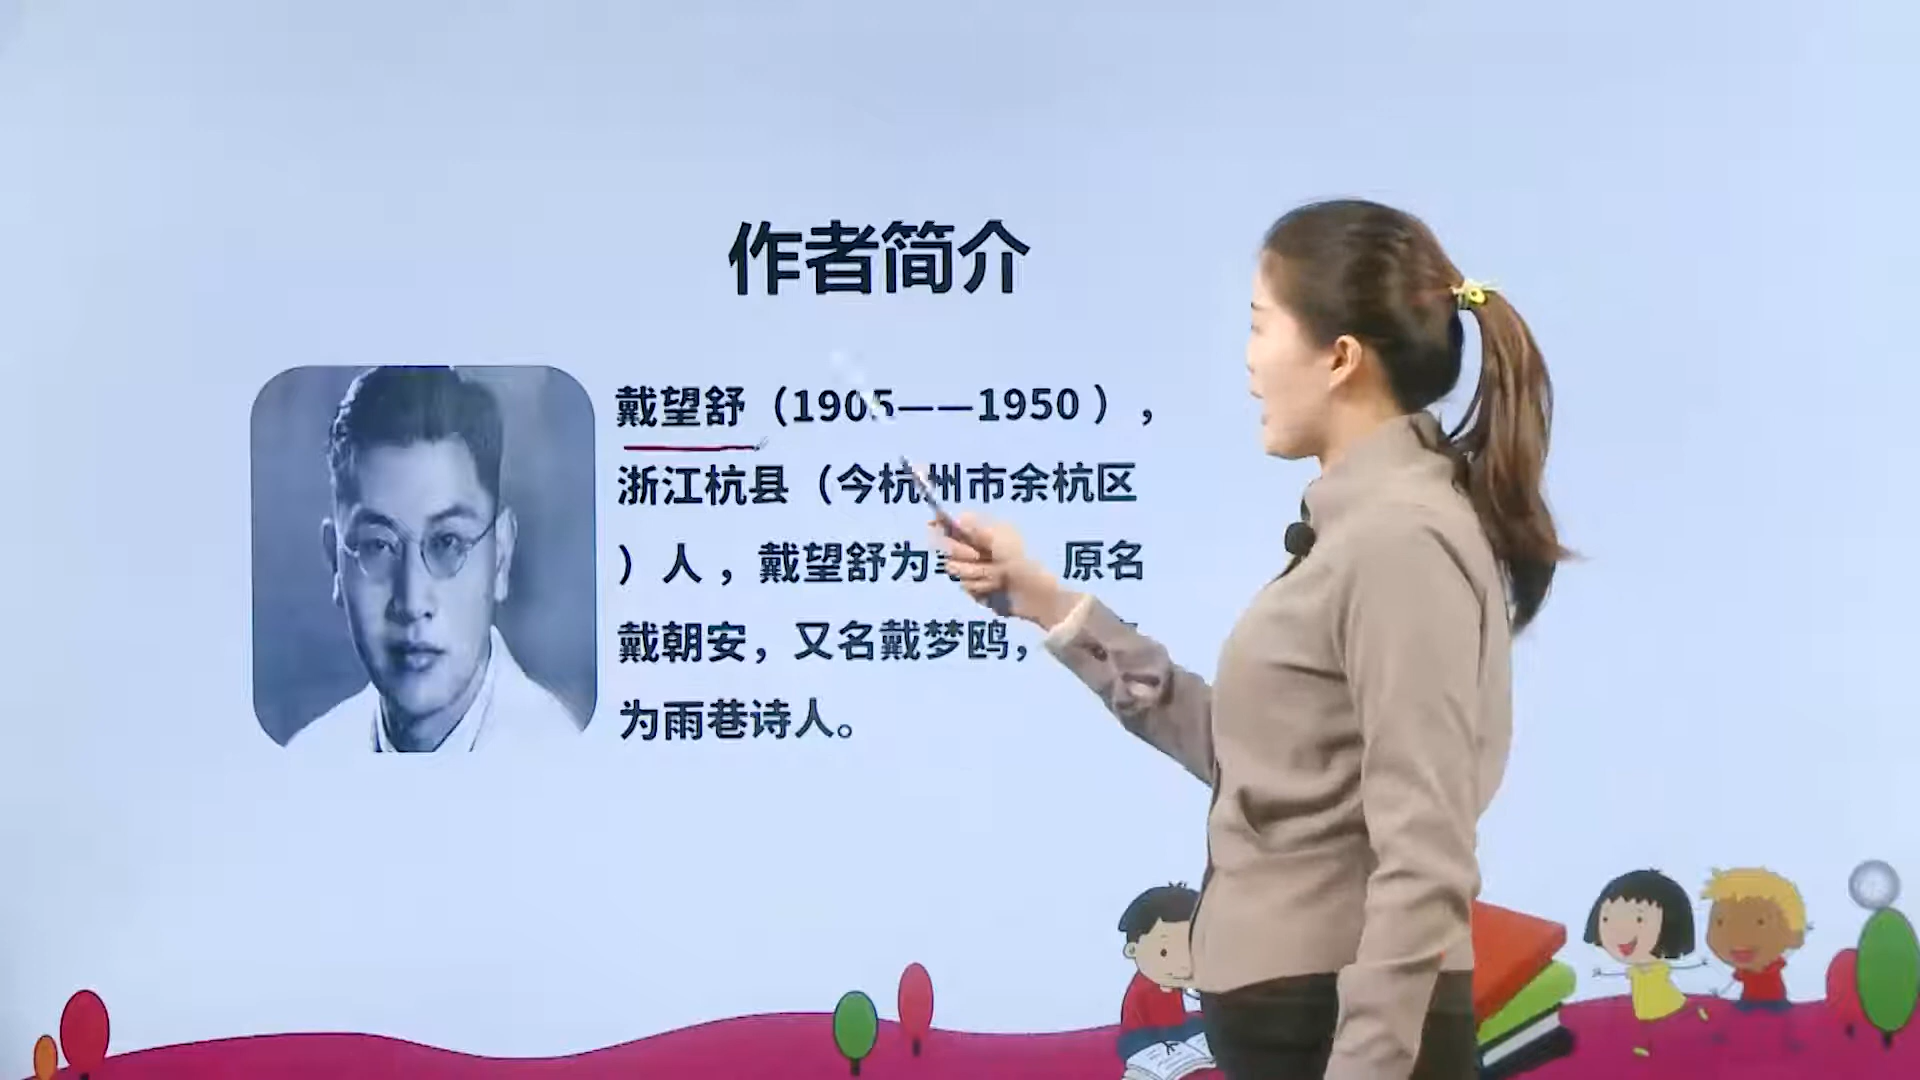 作者简介
戴望舒（1905——1950），
浙江杭县（今杭州市余杭区
）人，戴望舒为 原名
戴朝安，又名戴梦鸥，
为雨巷诗人。